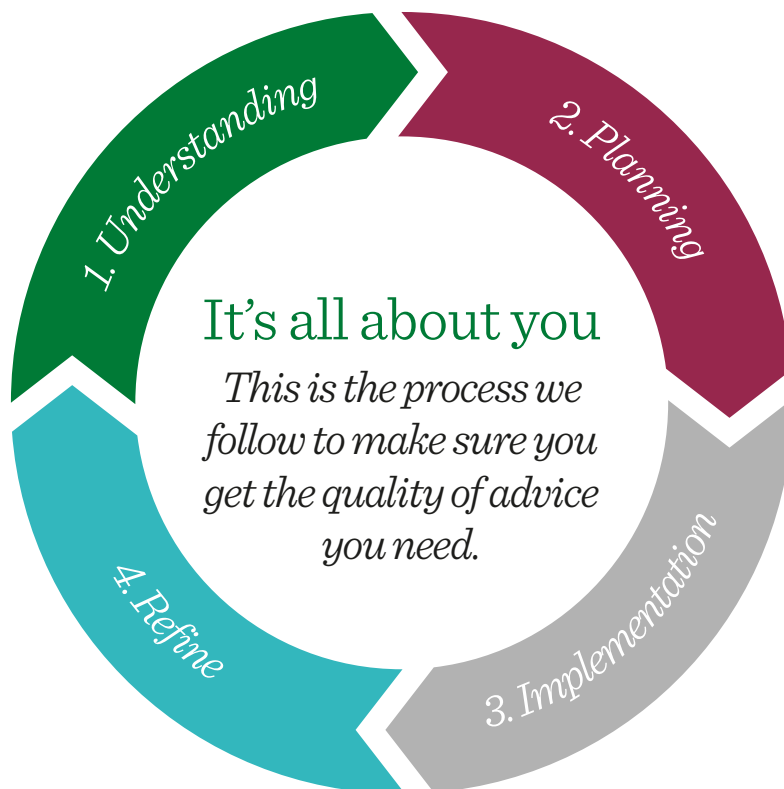 1. Understanding
2. Planning
It’s all about you
This is the process we
follow to make sure you
get the quality of advice
you need.
3. Implementation
4. Refine